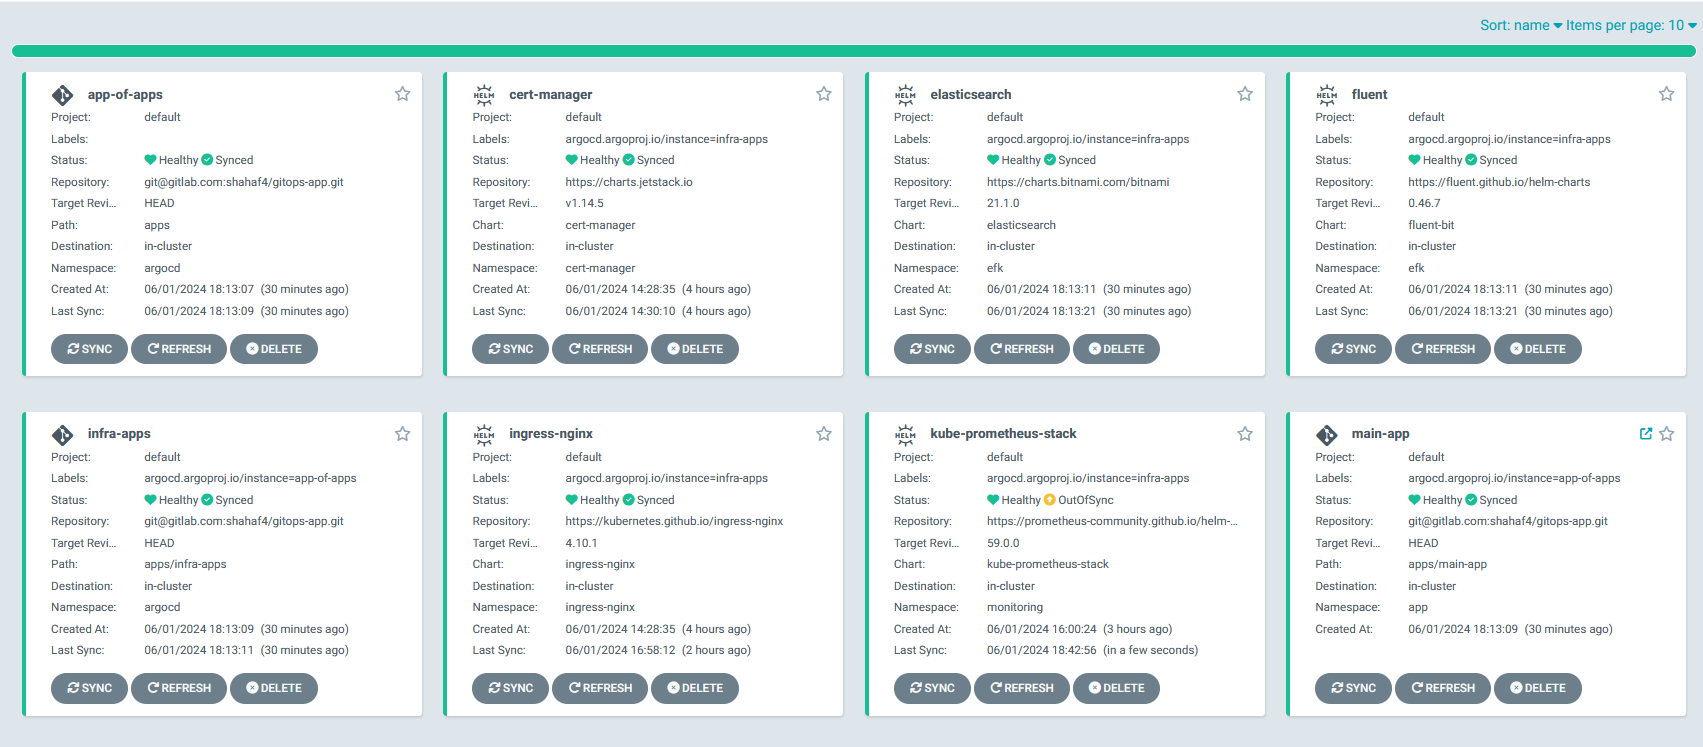 Sort: name Items per page: 10
app-of-apps
Project: default
Labels:
Status: Healthy Synced
Repository: git@gitlab.com:shahaf4/gitops-app.git
Target Revi... HEAD
Path: apps
Destination: in-cluster
Namespace: argocd
Created At: 06/01/2024 18:13:07 (30 minutes ago)
Last Sync: 06/01/2024 18:13:09 (30 minutes ago)
SYNC REFRESH DELETE
HELM cert-manager
Project: default
Labels: argocd.argoproj.io/instance=infra-apps
Status: Healthy Synced
Repository: https://charts.jetstack.io
Target Revi... v1.14.5
Chart: cert-manager
Destination: in-cluster
Namespace: cert-manager
Created At: 06/01/2024 14:28:35 (4 hours ago)
Last Sync: 06/01/2024 14:30:10 (4 hours ago)
SYNC REFRESH DELETE
HELM elasticsearch
Project: default
Labels: argocd.argoproj.io/instance=infra-apps
Status: Healthy Synced
Repository: https://charts.bitnami.com/bitnami
Target Revi... 21.1.0
Chart: elasticsearch
Destination: in-cluster
Namespace: efk
Created At: 06/01/2024 18:13:11 (30 minutes ago)
Last Sync: 06/01/2024 18:13:21 (30 minutes ago)
SYNC REFRESH DELETE
HELM fluent
Project: default
Labels: argocd.argoproj.io/instance=infra-apps
Status: Healthy Synced
Repository: https://fluent.github.io/helm-charts
Target Revi... 0.46.7
Chart: fluent-bit
Destination: in-cluster
Namespace: efk
Created At: 06/01/2024 18:13:11 (30 minutes ago)
Last Sync: 06/01/2024 18:13:21 (30 minutes ago)
SYNC REFRESH DELETE
infra-apps
Project: default
Labels: argocd.argoproj.io/instance=app-of-apps
Status: Healthy Synced
Repository: git@gitlab.com:shahaf4/gitops-app.git
Target Revi... HEAD
Path: apps/infra-apps
Destination: in-cluster
Namespace: argocd
Created At: 06/01/2024 18:13:09 (30 minutes ago)
Last Sync: 06/01/2024 18:13:11 (30 minutes ago)
SYNC REFRESH DELETE
HELM ingress-nginx
Project: default
Labels: argocd.argoproj.io/instance=infra-apps
Status: Healthy Synced
Repository: https://kubernetes.github.io/ingress-nginx
Target Revi... 4.10.1
Chart: ingress-nginx
Destination: in-cluster
Namespace: ingress-nginx
Created At: 06/01/2024 14:28:35 (4 hours ago)
Last Sync: 06/01/2024 16:58:12 (2 hours ago)
SYNC REFRESH DELETE
HELM kube-prometheus-stack
Project: default
Labels: argocd.argoproj.io/instance=infra-apps
Status: Healthy OutOfSync
Repository: https://prometheus-community.github.io/helm-...
Target Revi... 59.0.0
Chart: kube-prometheus-stack
Destination: in-cluster
Namespace: monitoring
Created At: 06/01/2024 16:00:24 (3 hours ago)
Last Sync: 06/01/2024 18:42:56 (in a few seconds)
SYNC REFRESH DELETE
main-app
Project: default
Labels: argocd.argoproj.io/instance=app-of-apps
Status: Healthy Synced
Repository: git@gitlab.com:shahaf4/gitops-app.git
Target Revi... HEAD
Path: apps/main-app
Destination: in-cluster
Namespace: app
Created At: 06/01/2024 18:13:09 (30 minutes ago)
SYNC REFRESH DELETE